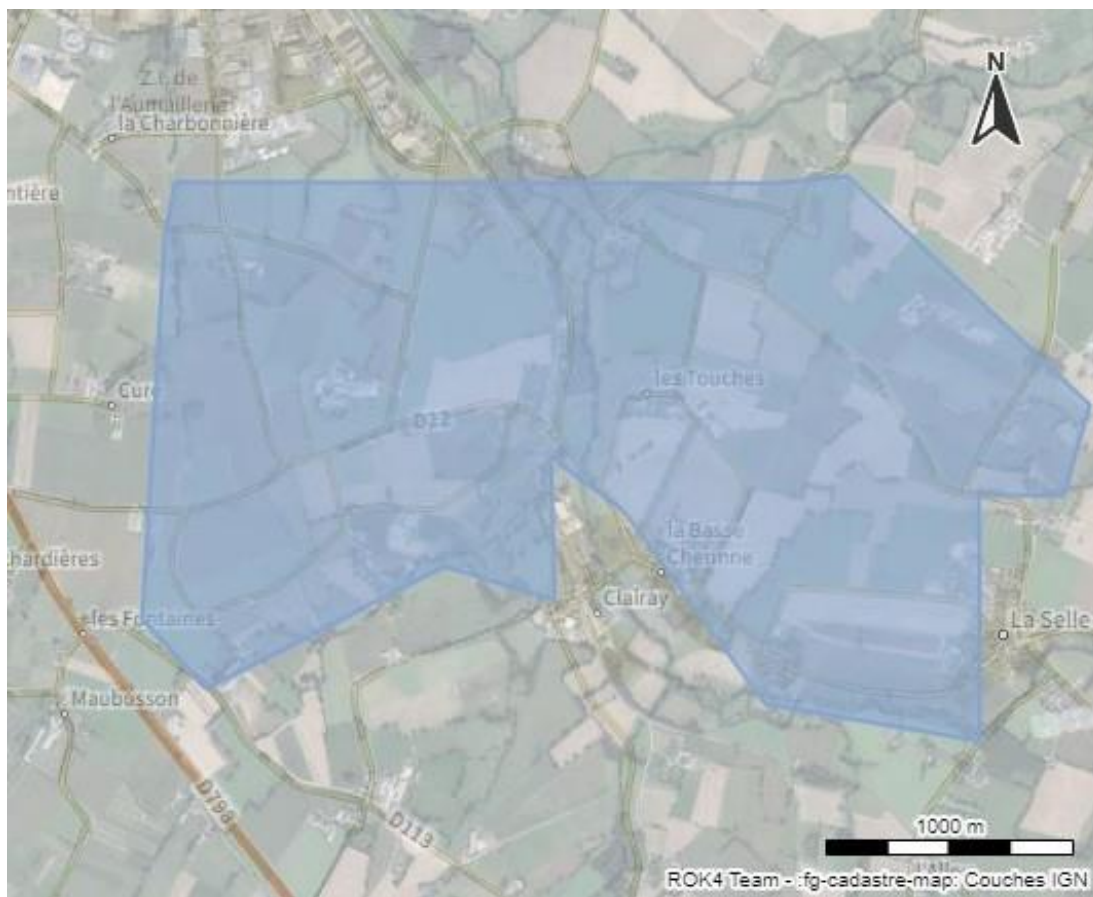 N
Z.I. de
l'Aumaillerie
la Charbonnière
ntière
les Touches
Curc
D22
la Basse
Cheunne
hardières
Clairay
La Selle
les Fontaines
Maubusson
D798
D113
1000 m
ROK4 Team - :fg-cadastre-map: Couches IGN